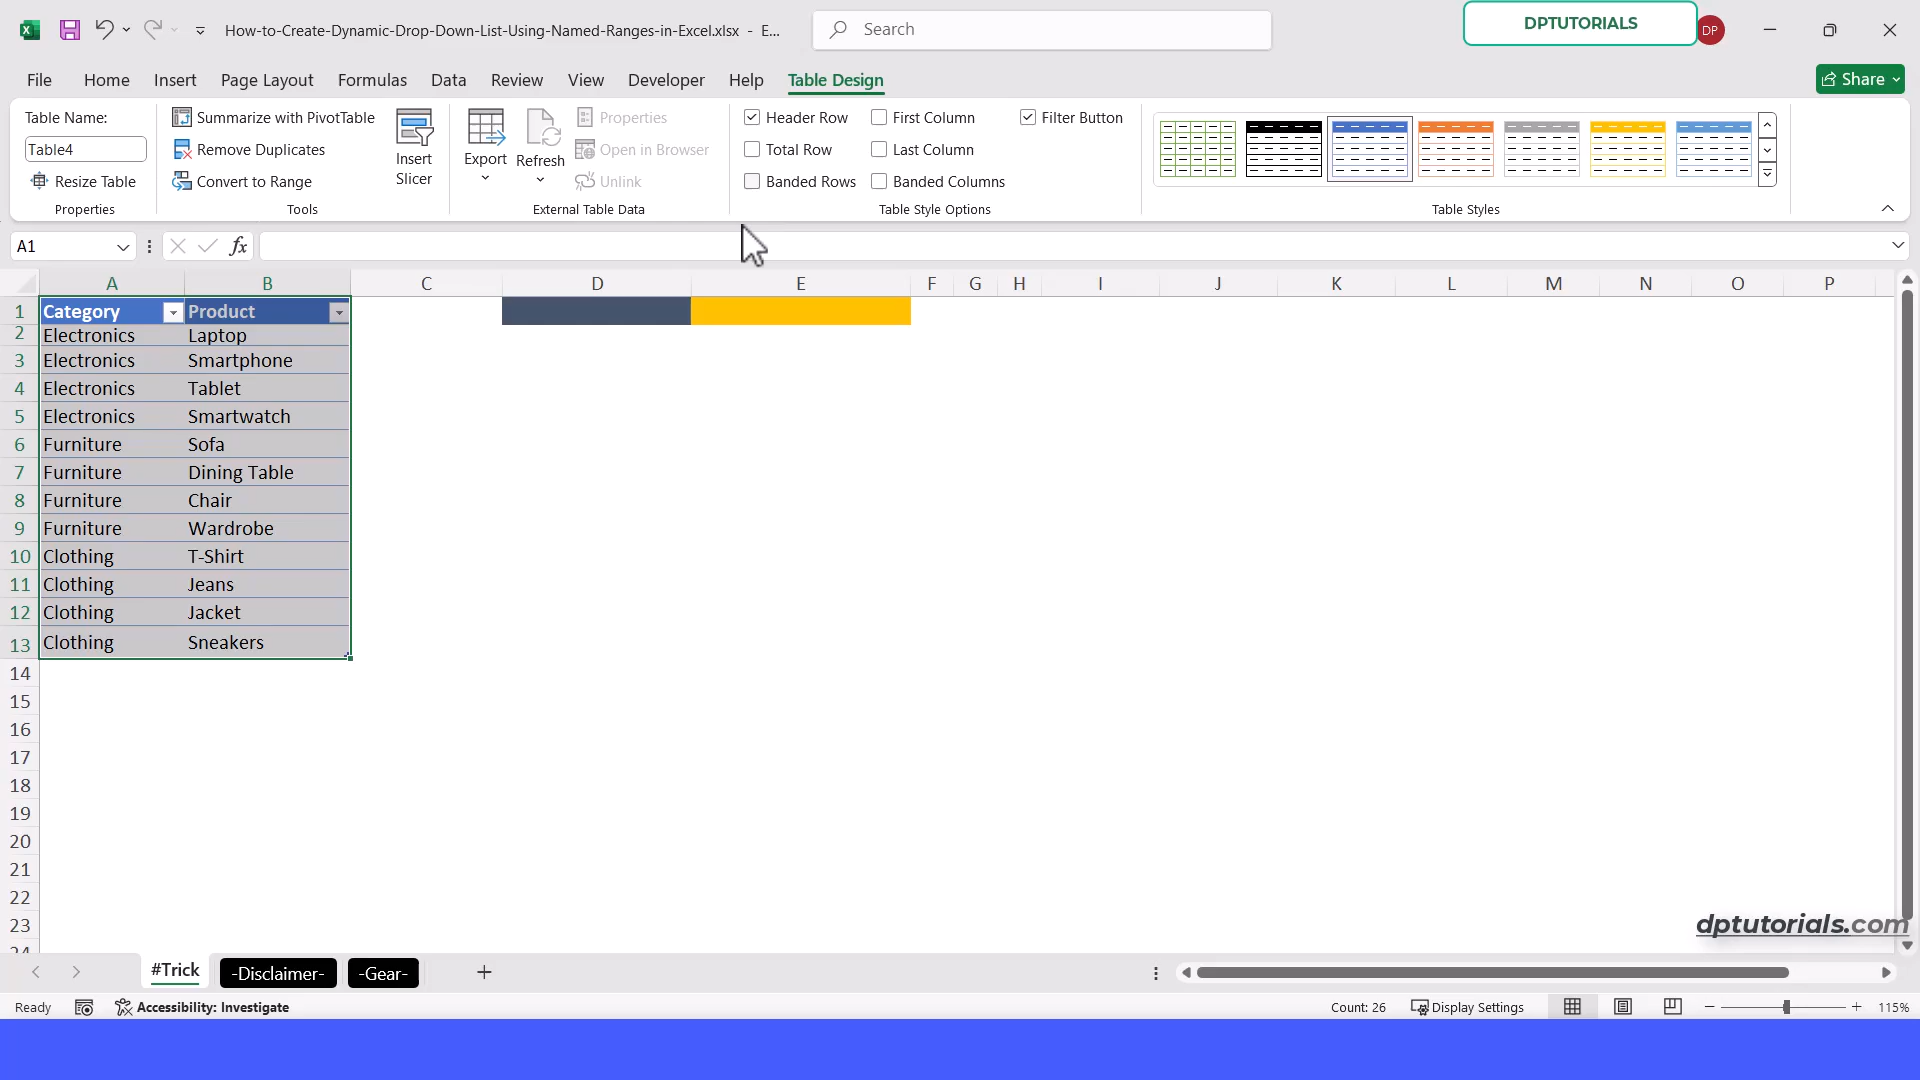 How-to-Create-Dynamic-Drop-Down-List-Using-Named-Ranges-in-Excel.xlsx - E...
Search
DPTUTORIALS
DP
File Home Insert Page Layout Formulas Data Review View Developer Help Table Design
Share
Table Name:
Table4
Resize Table
Properties
Summarize with PivotTable
Remove Duplicates
Convert to Range
Tools
Insert
Slicer
Export
Refresh
Properties
Open in Browser
Unlink
External Table Data
Header Row First Column Filter Button
Total Row Last Column
Banded Rows Banded Columns
Table Style Options
Table Styles
A1
fx
A B C D E F G H I J K L M N O P
1 Category Product
2 Electronics Laptop
3 Electronics Smartphone
4 Electronics Tablet
5 Electronics Smartwatch
6 Furniture Sofa
7 Furniture Dining Table
8 Furniture Chair
9 Furniture Wardrobe
10 Clothing T-Shirt
11 Clothing Jeans
12 Clothing Jacket
13 Clothing Sneakers
14
15
16
17
18
19
20
21
22
23
24
dptutorials.com
#Trick -Disclaimer- -Gear-
Ready Accessibility: Investigate Count: 26 Display Settings 115%